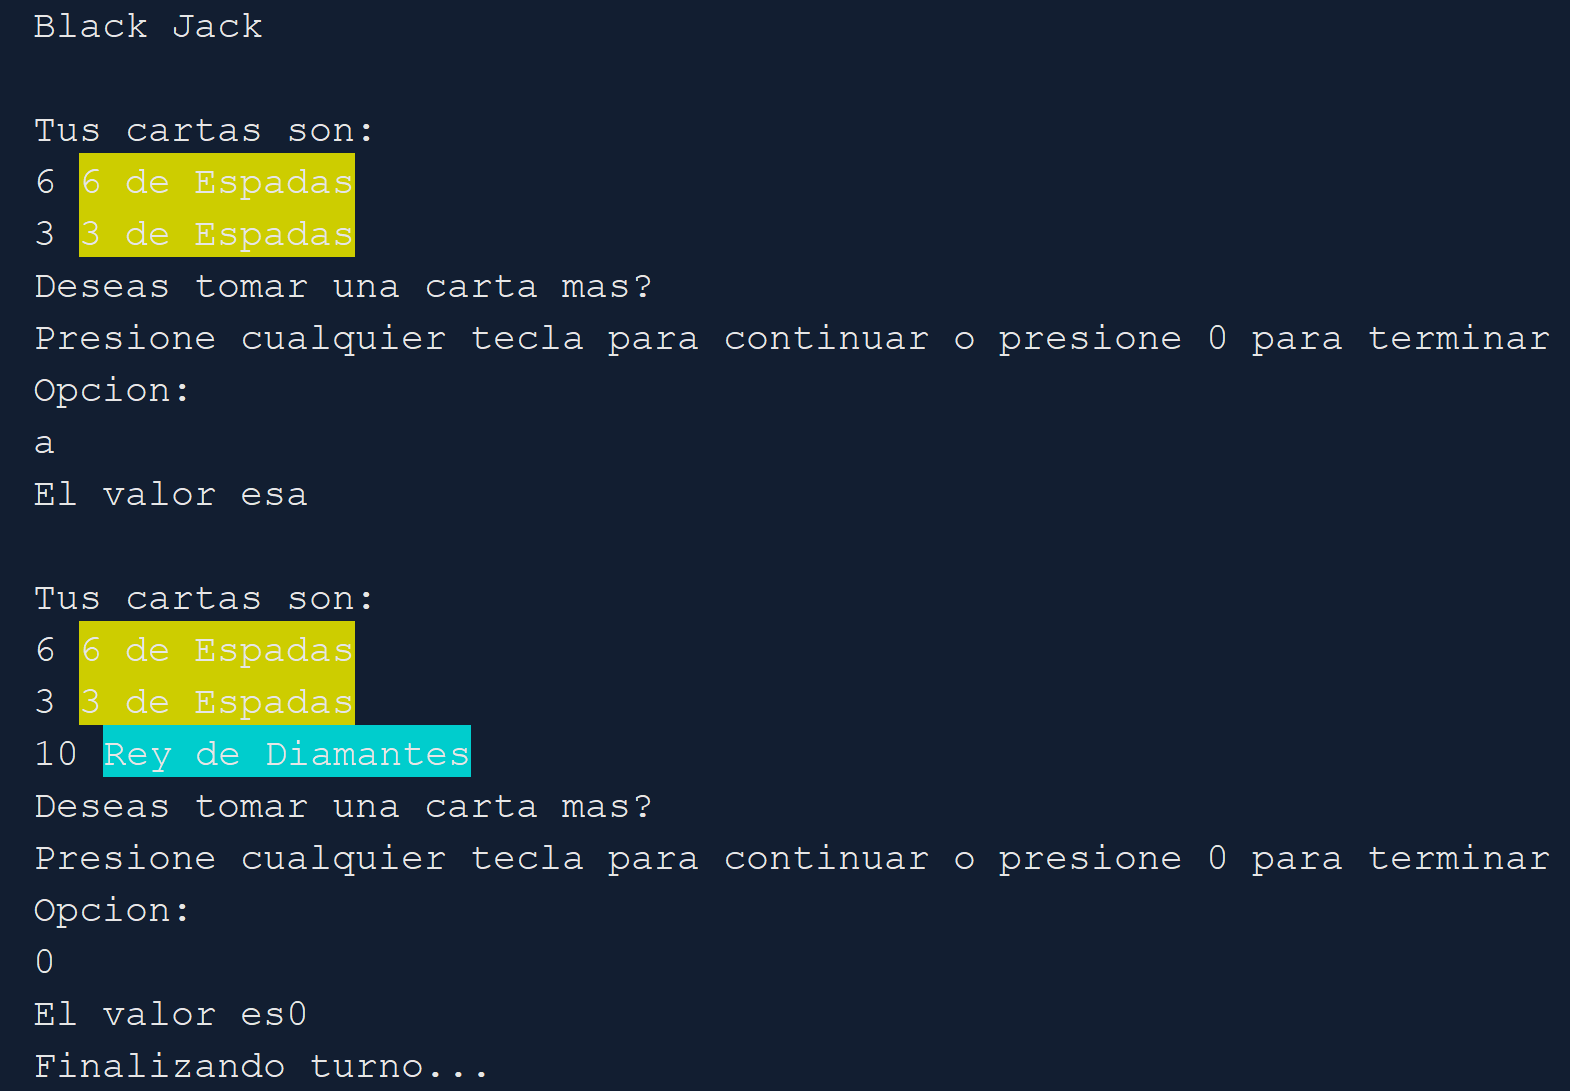 Black Jack
Tus cartas son:
6 6 de Espadas
3 3 de Espadas
Deseas tomar una carta mas?
Presione cualquier tecla para continuar o presione 0 para terminar
Opcion:
a
El valor esa
Tus cartas son:
6 6 de Espadas
3 3 de Espadas
10 Rey de Diamantes
Deseas tomar una carta mas?
Presione cualquier tecla para continuar o presione 0 para terminar
Opcion:
0
El valor es0
Finalizando turno...